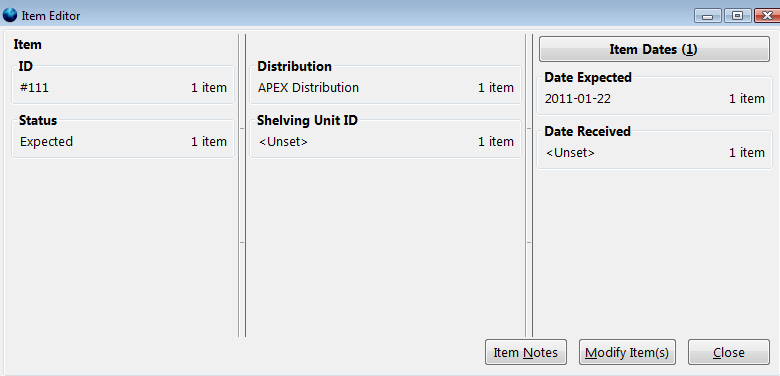 Item Editor
Item
ID
#111 1 item
Status
Expected 1 item
Distribution
APEX Distribution 1 item
Shelving Unit ID
<Unset> 1 item
Item Dates (1)
Date Expected
2011-01-22 1 item
Date Received
<Unset> 1 item
Item Notes
Modify Item(s)
Close